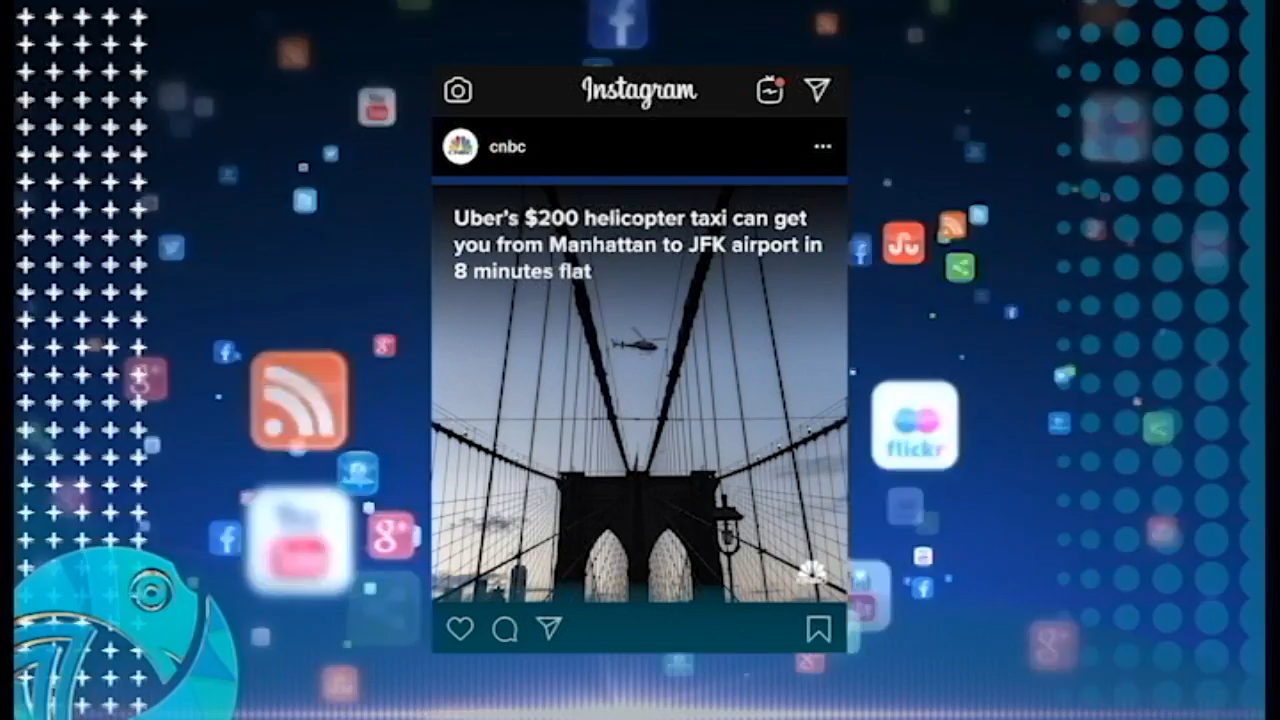 Instagram
cnbc
Uber's $200 helicopter taxi can get
you from Manhattan to JFK airport in
8 minutes flat
flickr